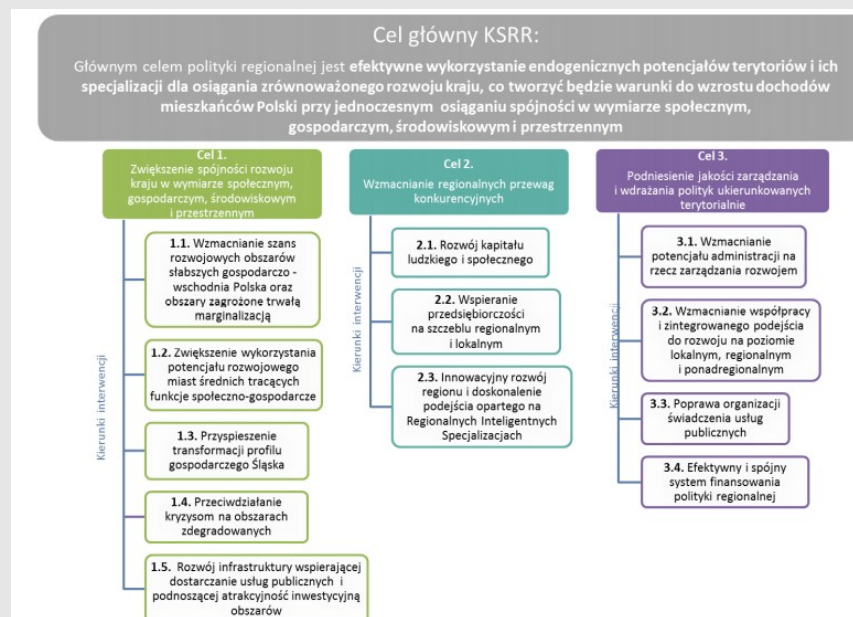 Cel główny KSRR:
Głównym celem polityki regionalnej jest efektywne wykorzystanie endogenicznych potencjałów terytoriów i ich
specjalizacji dla osiągania zrównoważonego rozwoju kraju, co tworzyć będzie warunki do wzrostu dochodów
mieszkańców Polski przy jednoczesnym osiąganiu spójności w wymiarze społecznym,
gospodarczym, środowiskowym i przestrzennym
Cel 1.
Zwiększenie spójności rozwoju
kraju w wymiarze społecznym,
gospodarczym, środowiskowym
i przestrzennym
Kierunki interwencji
1.1. Wzmacnianie szans
rozwojowych obszarów
słabszych gospodarczo -
wschodnia Polska oraz
obszary zagrożone trwałą
marginalizacją
1.2. Zwiększenie wykorzystania
potencjału rozwojowego
miast średnich tracących
funkcje społeczno-gospodarcze
1.3. Przyspieszenie
transformacji profilu
gospodarczego Śląska
1.4. Przeciwdziałanie
kryzysom na obszarach
zdegradowanych
1.5. Rozwój infrastruktury wspierającej
dostarczanie usług publicznych i
podnoszącej atrakcyjność inwestycyjną
obszarów
Cel 2.
Wzmacnianie regionalnych przewag
konkurencyjnych
Kierunki interwencji
2.1. Rozwój kapitału
ludzkiego i społecznego
2.2. Wspieranie
przedsiębiorczości
na szczeblu regionalnym
i lokalnym
2.3. Innowacyjny rozwój
regionu i doskonalenie
podejścia opartego na
Regionalnych Inteligentnych
Specjalizacjach
Cel 3.
Podniesienie jakości zarządzania
i wdrażania polityk ukierunkowanych
terytorialnie
Kierunki interwencji
3.1. Wzmacnianie
potencjału administracji na
rzecz zarządzania rozwojem
3.2. Wzmacnianie współpracy
i zintegrowanego podejścia
do rozwoju na poziomie
lokalnym, regionalnym
i ponadregionalnym
3.3. Poprawa organizacji
świadczenia usług
publicznych
3.4. Efektywny i spójny
system finansowania
polityki regionalnej